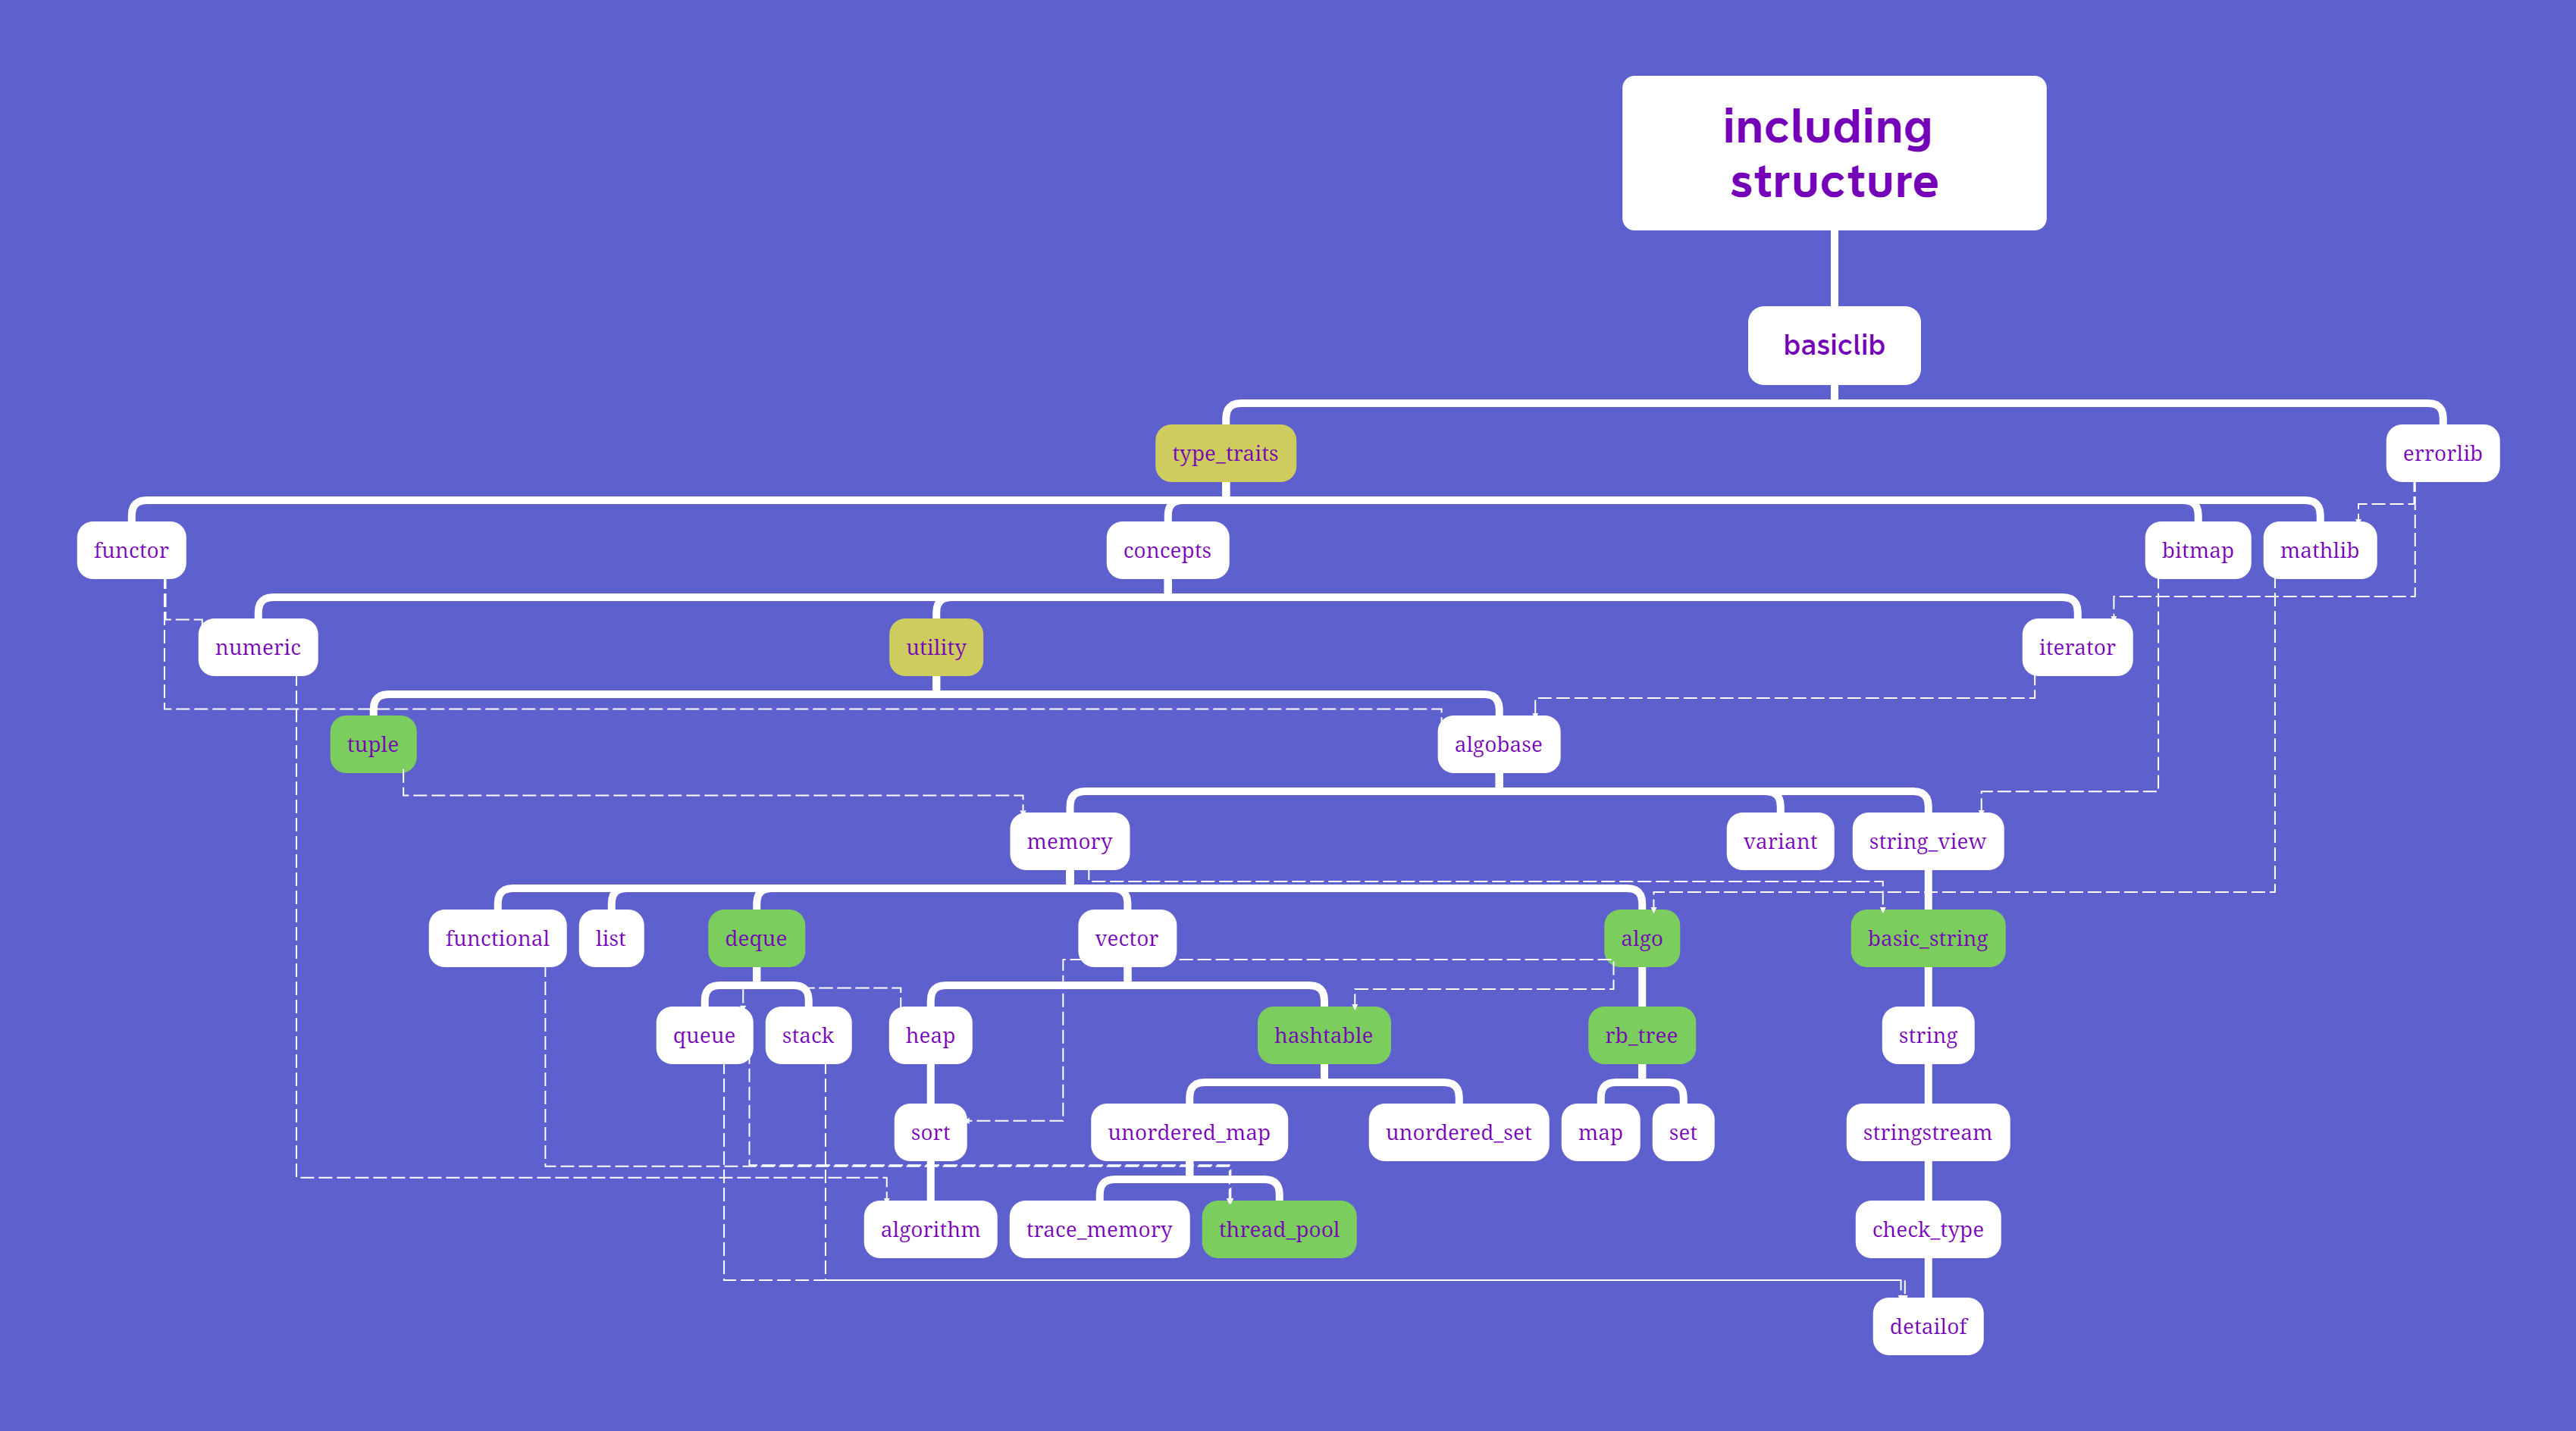 including
structure
basiclib
type_traits
errorlib
functor
concepts
bitmap
mathlib
numeric
utility
iterator
tuple
algobase
memory
variant
string_view
functional
list
deque
vector
algo
basic_string
queue
stack
heap
hashtable
rb_tree
string
sort
unordered_map
unordered_set
map
set
stringstream
algorithm
trace_memory
thread_pool
check_type
detailof